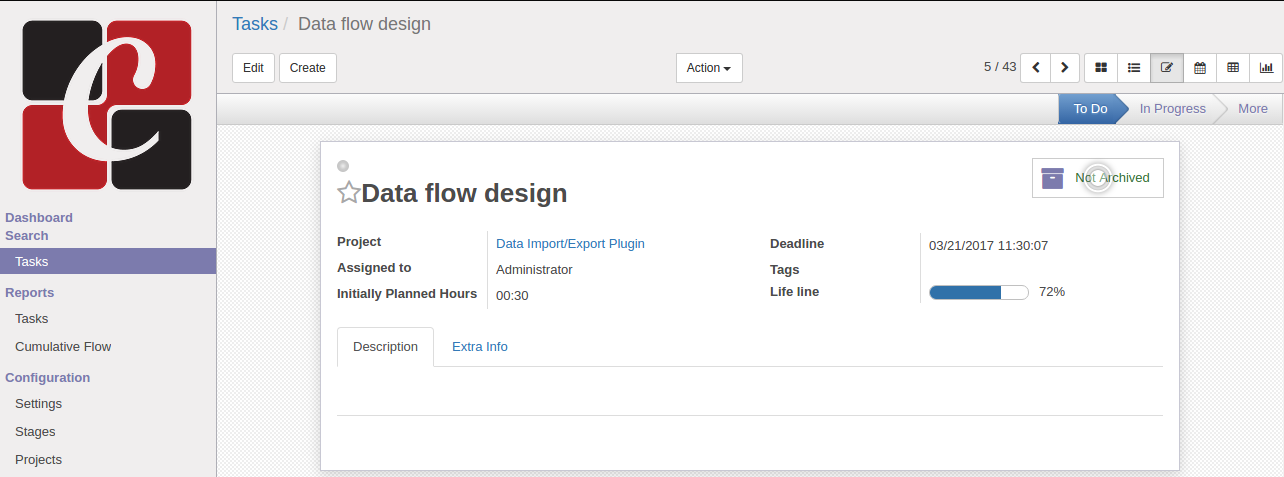 Tasks / Data flow design
Edit Create Action 5 / 43
To Do In Progress More
C
Dashboard
Search
Tasks
Reports
Tasks
Cumulative Flow
Configuration
Settings
Stages
Projects
Data flow design
Not Archived
Project Data Import/Export Plugin
Assigned to Administrator
Initially Planned Hours 00:30
Deadline 03/21/2017 11:30:07
Tags
Life line 72%
Description Extra Info